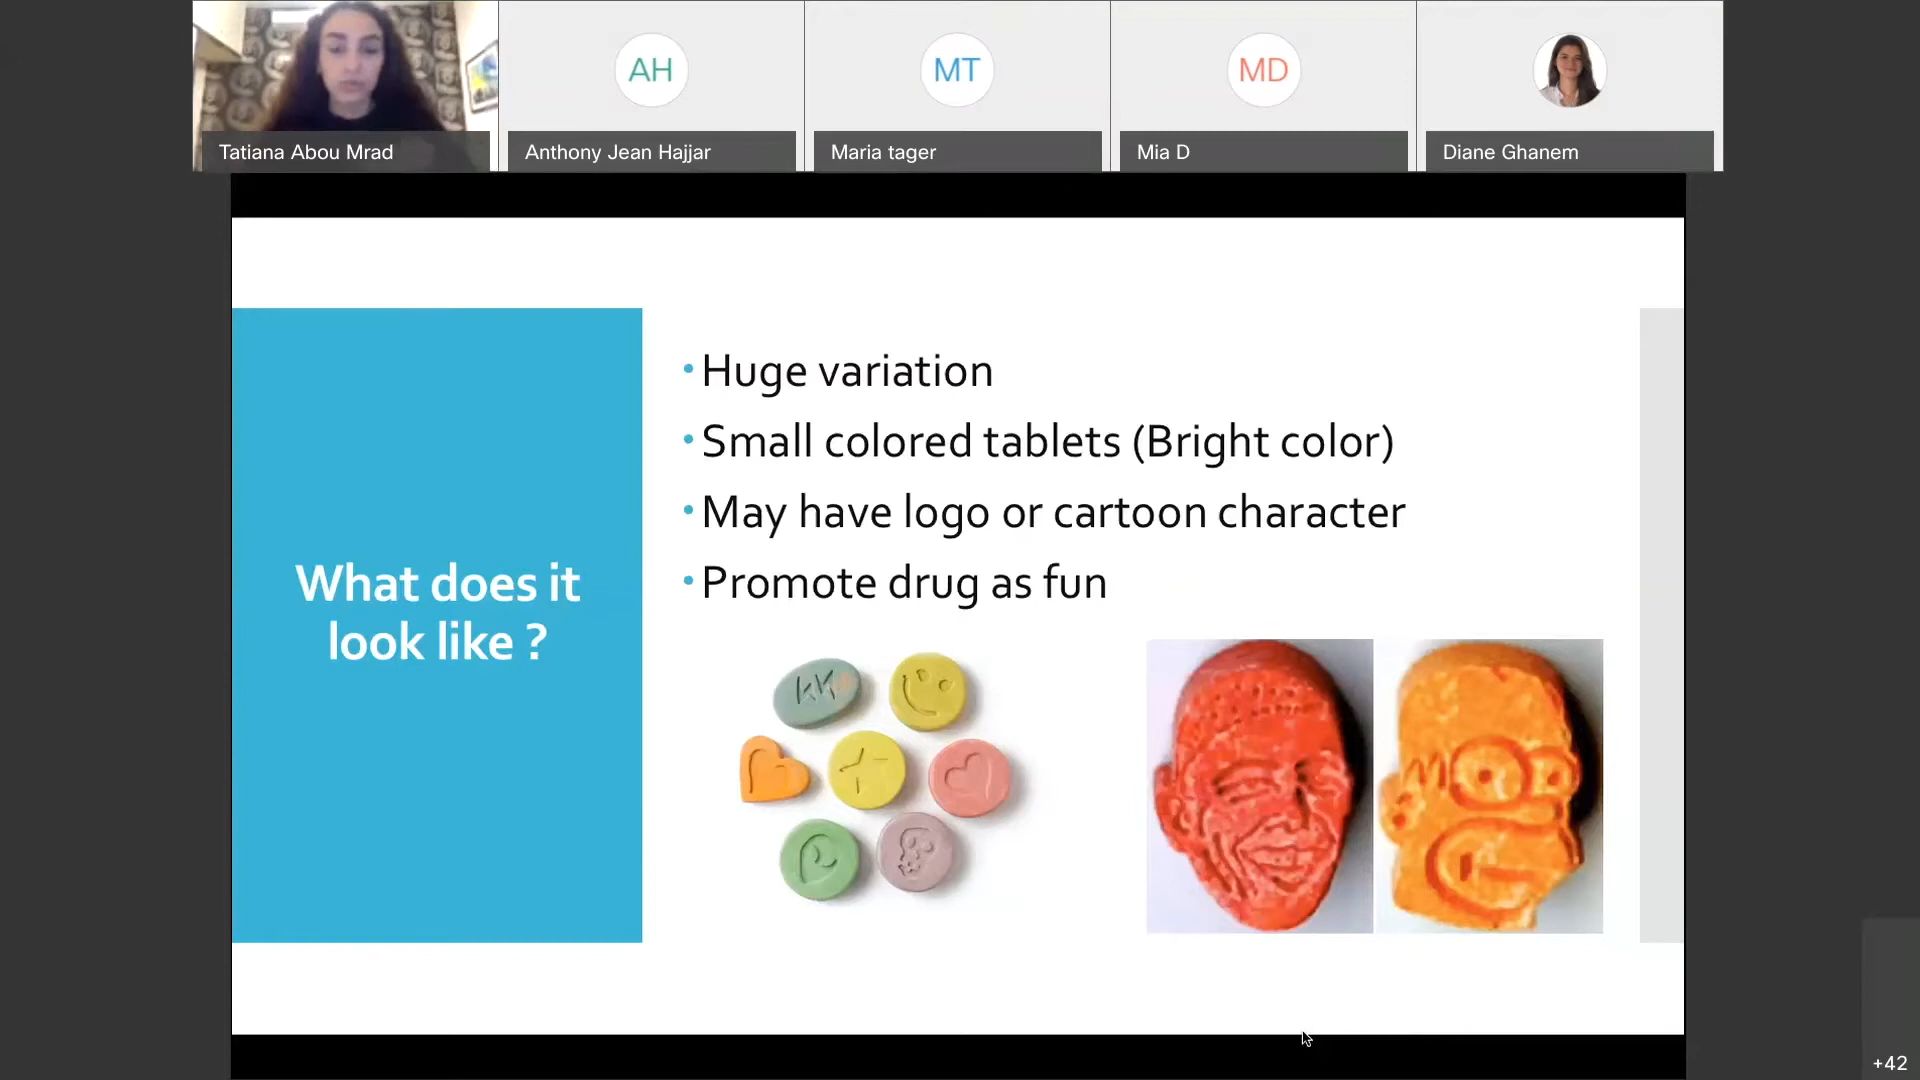 AH
MT
MD
Tatiana Abou Mrad
Anthony Jean Hajjar
Maria tager
Mia D
Diane Ghanem
What does it
look like ?
• Huge variation
• Small colored tablets (Bright color)
• May have logo or cartoon character
• Promote drug as fun
KK
+42